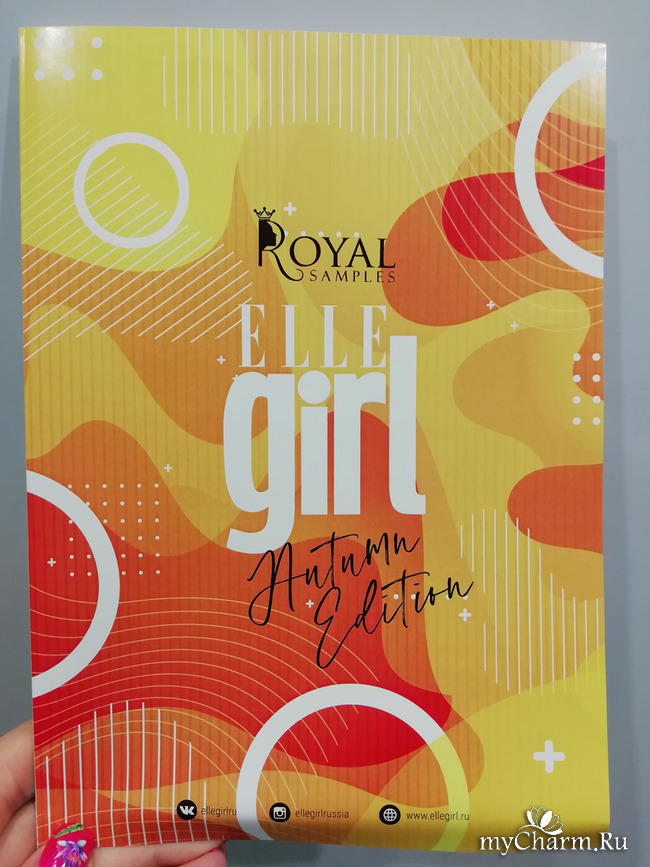 ROYAL
SAMPLES
ELLE
girl
Autumn
Edition
ellegirlru ellegirlrussia www.ellegirl.ru
myCharm.Ru